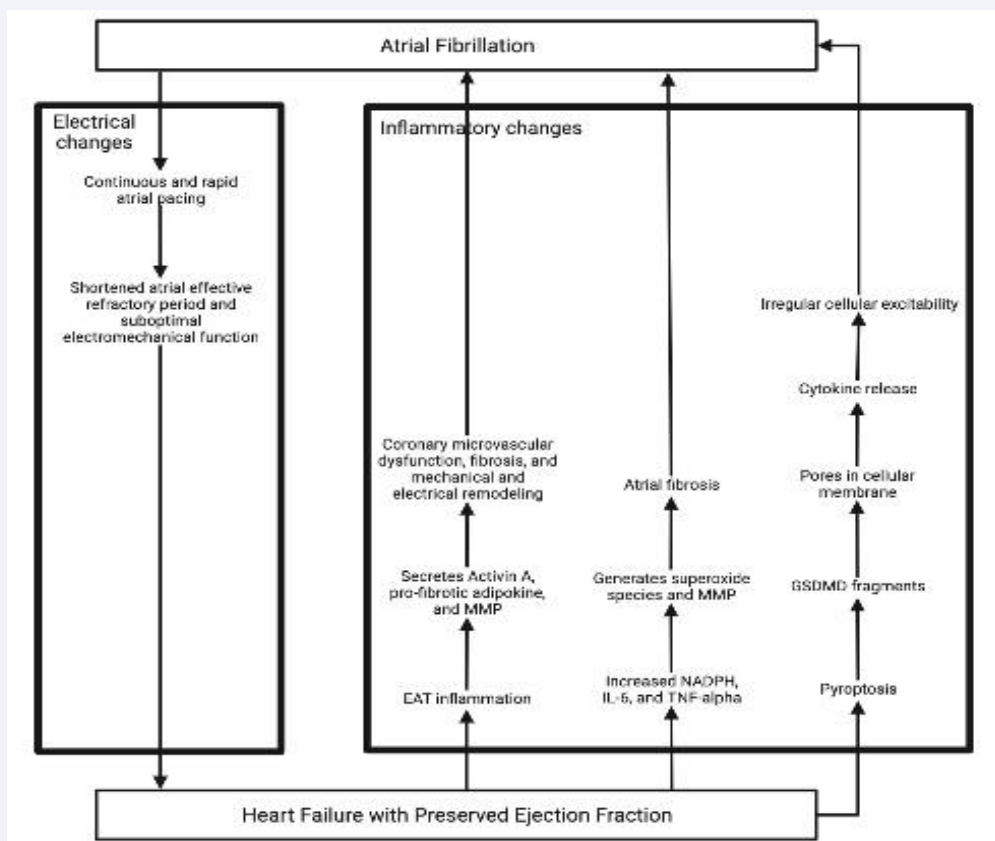 Atrial Fibrillation
Electrical
changes
Continuous and rapid
atrial pacing
Shortened atrial effective
refractory period and
suboptimal
electromechanical function
Inflammatory changes
Coronary microvascular
dysfunction, fibrosis, and
mechanical and
electrical remodeling
Secretes Activin A,
pro-fibrotic adipokine,
and MMP
EAT inflammation
Atrial fibrosis
Generates superoxide
species and MMP
Increased NADPH,
IL-6, and TNF-alpha
Irregular cellular excitability
Cytokine release
Pores in cellular
membrane
GSDMD fragments
Pyroptosis
Heart Failure with Preserved Ejection Fraction